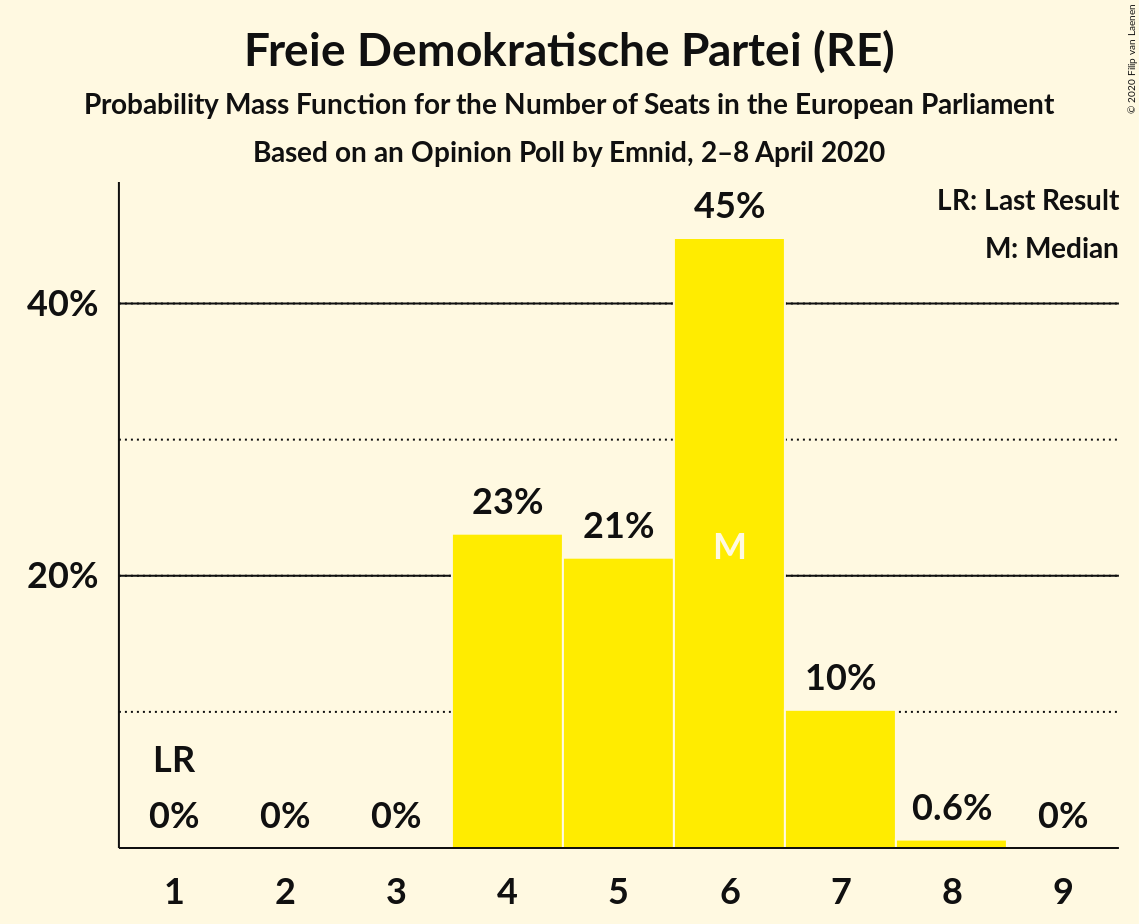 Freie Demokratische Partei (RE)
Probability Mass Function for the Number of Seats in the European Parliament
Based on an Opinion Poll by Emnid, 2–8 April 2020
© 2020 Filip van Laenen
LR: Last Result
M: Median
45%
40%
23%
21%
M
20%
10%
LR
0%
0%
0%
0.6%
0%
1
2
3
4
5
6
7
8
9